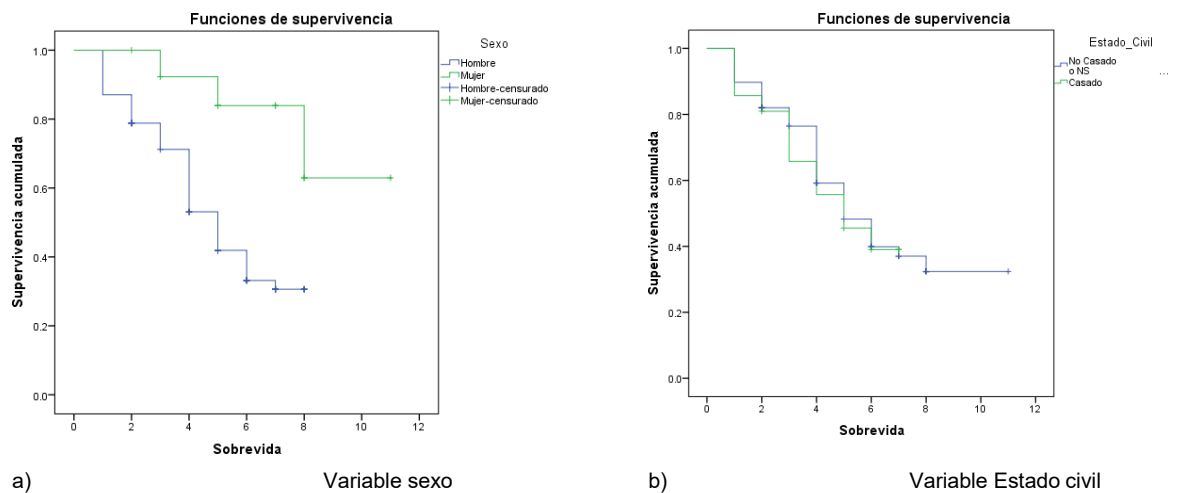 Funciones de supervivencia
Sexo
Hombre
Mujer
Hombre-censurado
Mujer-censurado
Supervivencia acumulada
1.0
0.8
0.6
0.4
0.2
0.0
0 2 4 6 8 10 12
Sobrevida
a) Variable sexo
Funciones de supervivencia
Estado_Civil
No Casado
o NS ...
Casado
Supervivencia acumulada
1.0
0.8
0.6
0.4
0.2
0.0
0 2 4 6 8 10 12
Sobrevida
b) Variable Estado civil